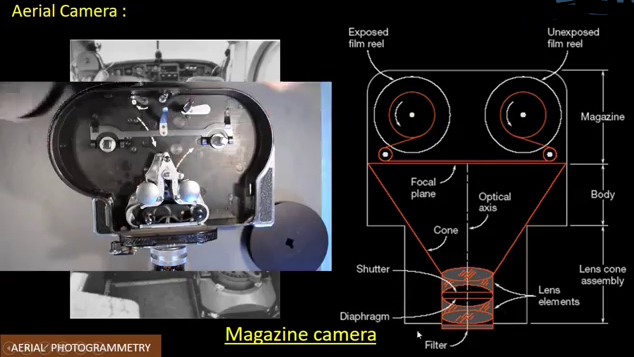 Aerial Camera :
Exposed
film reel
Unexposed
film reel
Magazine
Focal
plane
Optical
axis
Body
Cone
Shutter
Lens cone
assembly
Lens
elements
Diaphragm
Filter
Magazine camera
AERIAL PHOTOGRAMMETRY